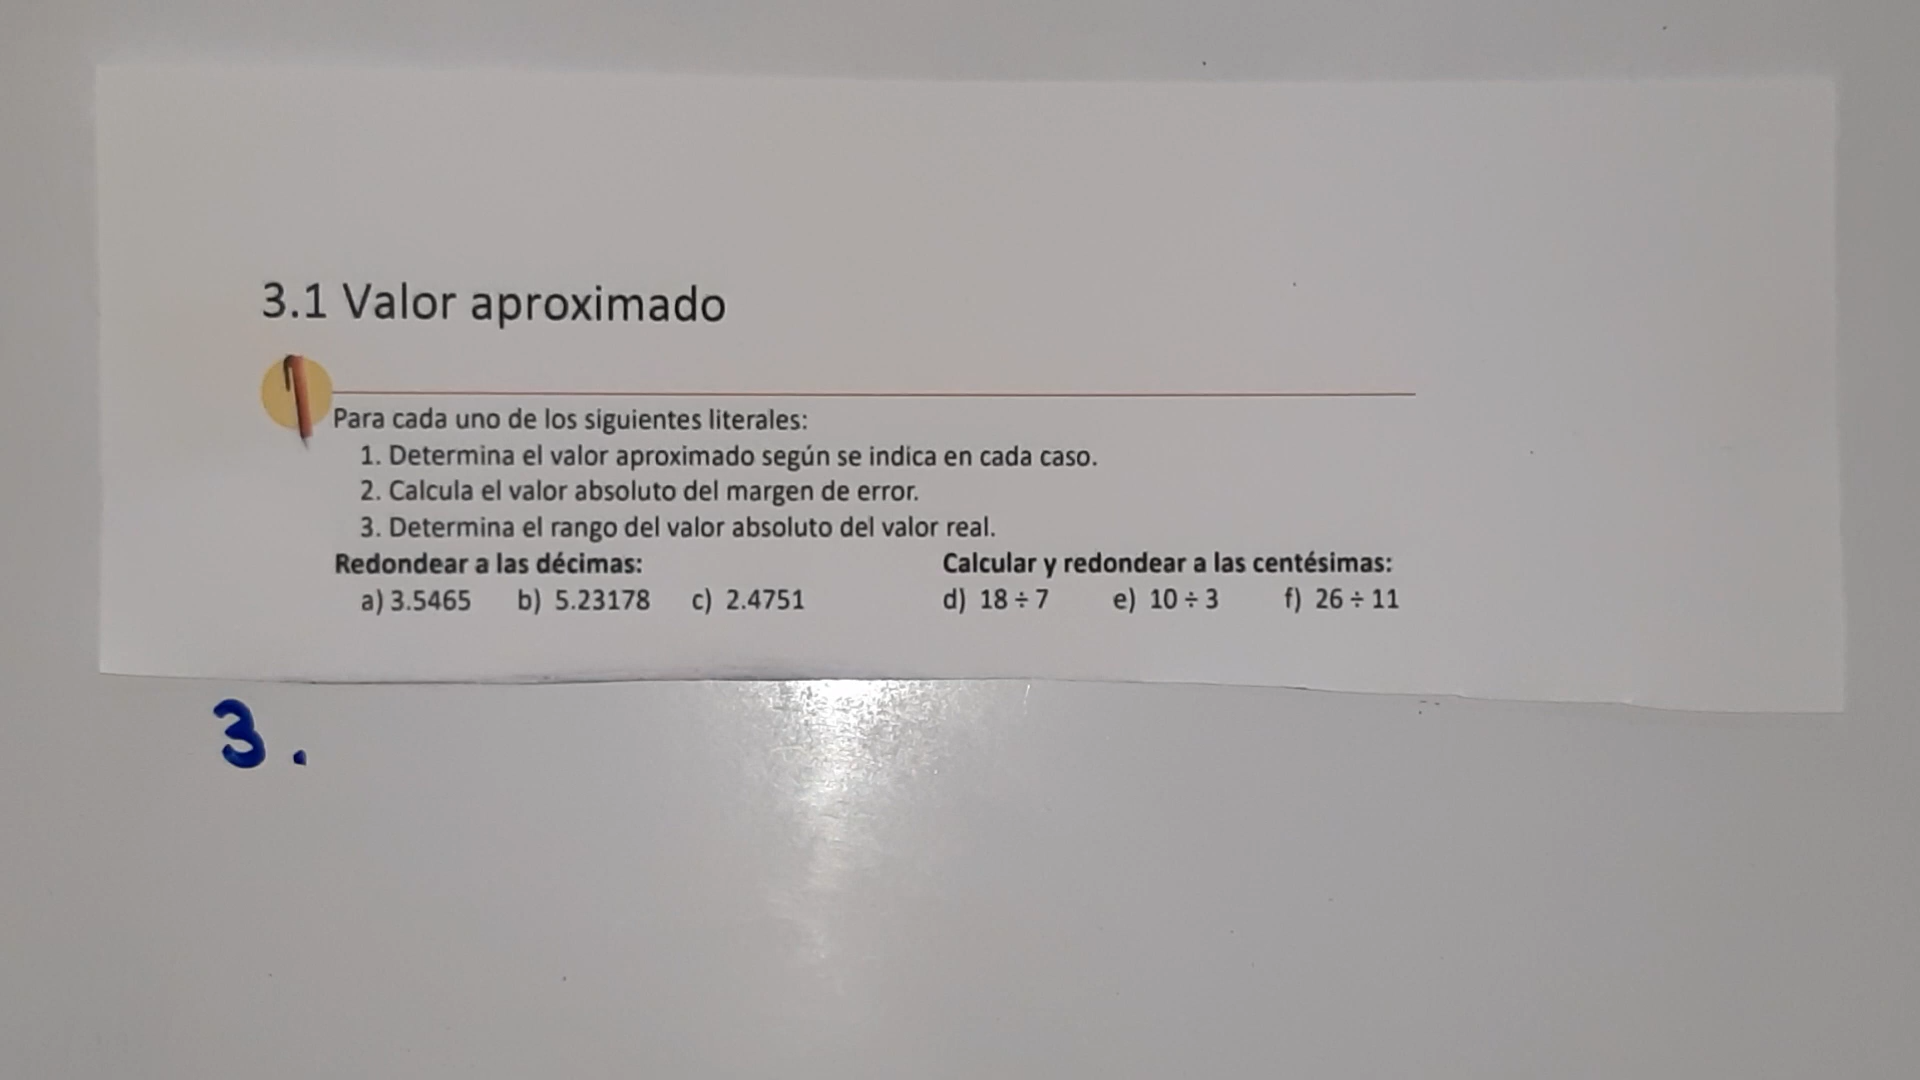 3.1 Valor aproximado
Para cada uno de los siguientes literales:
1. Determina el valor aproximado según se indica en cada caso.
2. Calcula el valor absoluto del margen de error.
3. Determina el rango del valor absoluto del valor real.
Redondear a las décimas:
a) 3.5465 b) 5.23178 c) 2.4751
Calcular y redondear a las centésimas:
d) 18 ÷ 7 e) 10 ÷ 3 f) 26 ÷ 11
3.